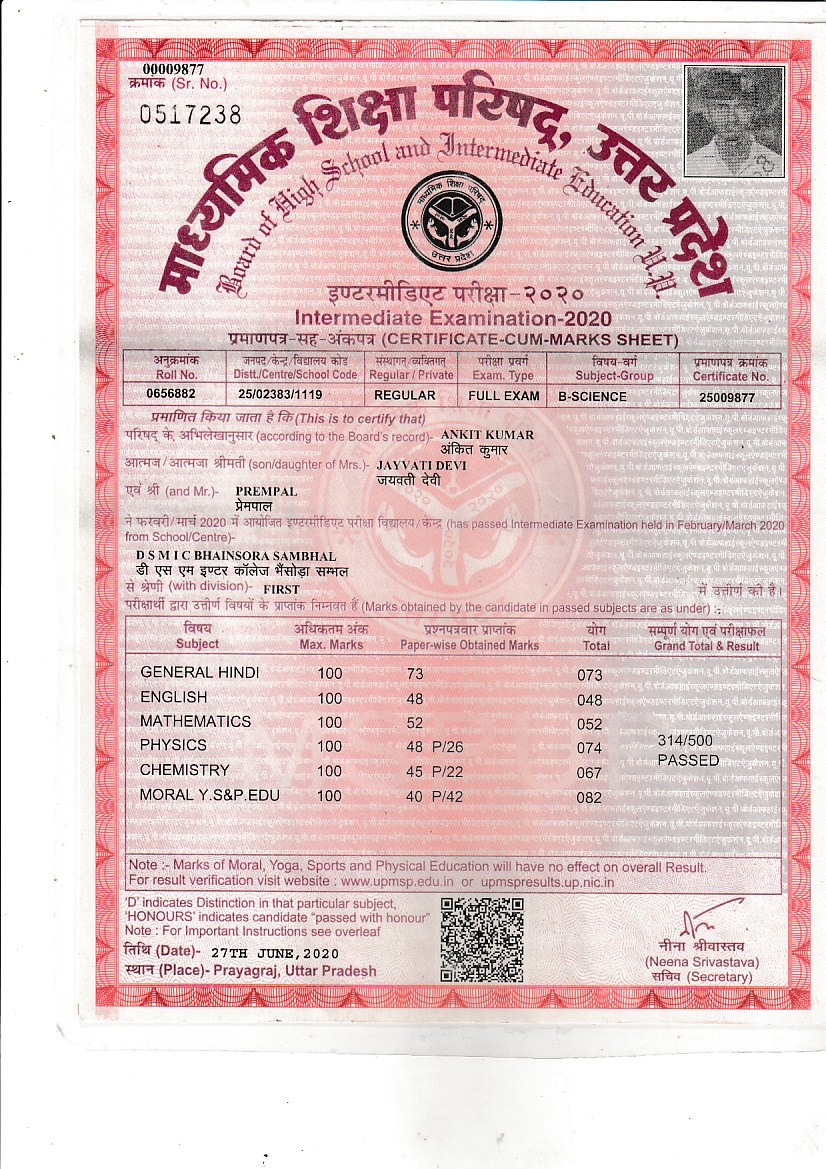 00009877
क्रमांक (Sr. No.)
0517238
माध्यमिक शिक्षा परिषद्, उत्तर प्रदेश
Board of High School and Intermediate Education U.P.
माध्यमिक शिक्षा परिषद्
उत्तर प्रदेश
इण्टरमीडिएट परीक्षा-२०२०
Intermediate Examination-2020
प्रमाणपत्र-सह-अंकपत्र (CERTIFICATE-CUM-MARKS SHEET)
अनुक्रमांक जनपद/केन्द्र/विद्यालय कोड संस्थागत/व्यक्तिगत परीक्षा प्रवर्ग विषय-वर्ग प्रमाणपत्र क्रमांक
Roll No. Distt./Centre/School Code Regular / Private Exam. Type Subject-Group Certificate No.
0656882 25/02383/1119 REGULAR FULL EXAM B-SCIENCE 25009877
प्रमाणित किया जाता है कि (This is to certify that)
परिषद् के अभिलेखानुसार (according to the Board's record)- ANKIT KUMAR
अंकित कुमार
आत्मज/आत्मजा श्रीमती (son/daughter of Mrs.)- JAYVATI DEVI
जयवती देवी
एवं श्री (and Mr.)- PREMPAL
प्रेमपाल
ने फरवरी/मार्च 2020 में आयोजित इण्टरमीडिएट परीक्षा विद्यालय/केन्द्र (has passed Intermediate Examination held in February/March 2020
from School/Centre)-
D S M I C BHAINSORA SAMBHAL
डी एस एम इण्टर कॉलेज भैंसोड़ा सम्भल
से श्रेणी (with division)- FIRST में उत्तीर्ण की है।
परीक्षार्थी द्वारा उत्तीर्ण विषयों के प्राप्तांक निम्नवत हैं (Marks obtained by the candidate in passed subjects are as under) :-
विषय अधिकतम अंक प्रश्नपत्रवार प्राप्तांक योग सम्पूर्ण योग एवं परीक्षाफल
Subject Max. Marks Paper-wise Obtained Marks Total Grand Total & Result
GENERAL HINDI 100 73 073
ENGLISH 100 48 048
MATHEMATICS 100 52 052
PHYSICS 100 48 P/26 074 314/500
PASSED
CHEMISTRY 100 45 P/22 067
MORAL Y.S&P.EDU 100 40 P/42 082
Note :- Marks of Moral, Yoga, Sports and Physical Education will have no effect on overall Result.
For result verification visit website : www.upmsp.edu.in or upmspresults.up.nic.in
'D' indicates Distinction in that particular subject,
'HONOURS' indicates candidate "passed with honour"
Note : For Important Instructions see overleaf
तिथि (Date)- 27TH JUNE,2020
स्थान (Place)- Prayagraj, Uttar Pradesh
नीना श्रीवास्तव
(Neena Srivastava)
सचिव (Secretary)